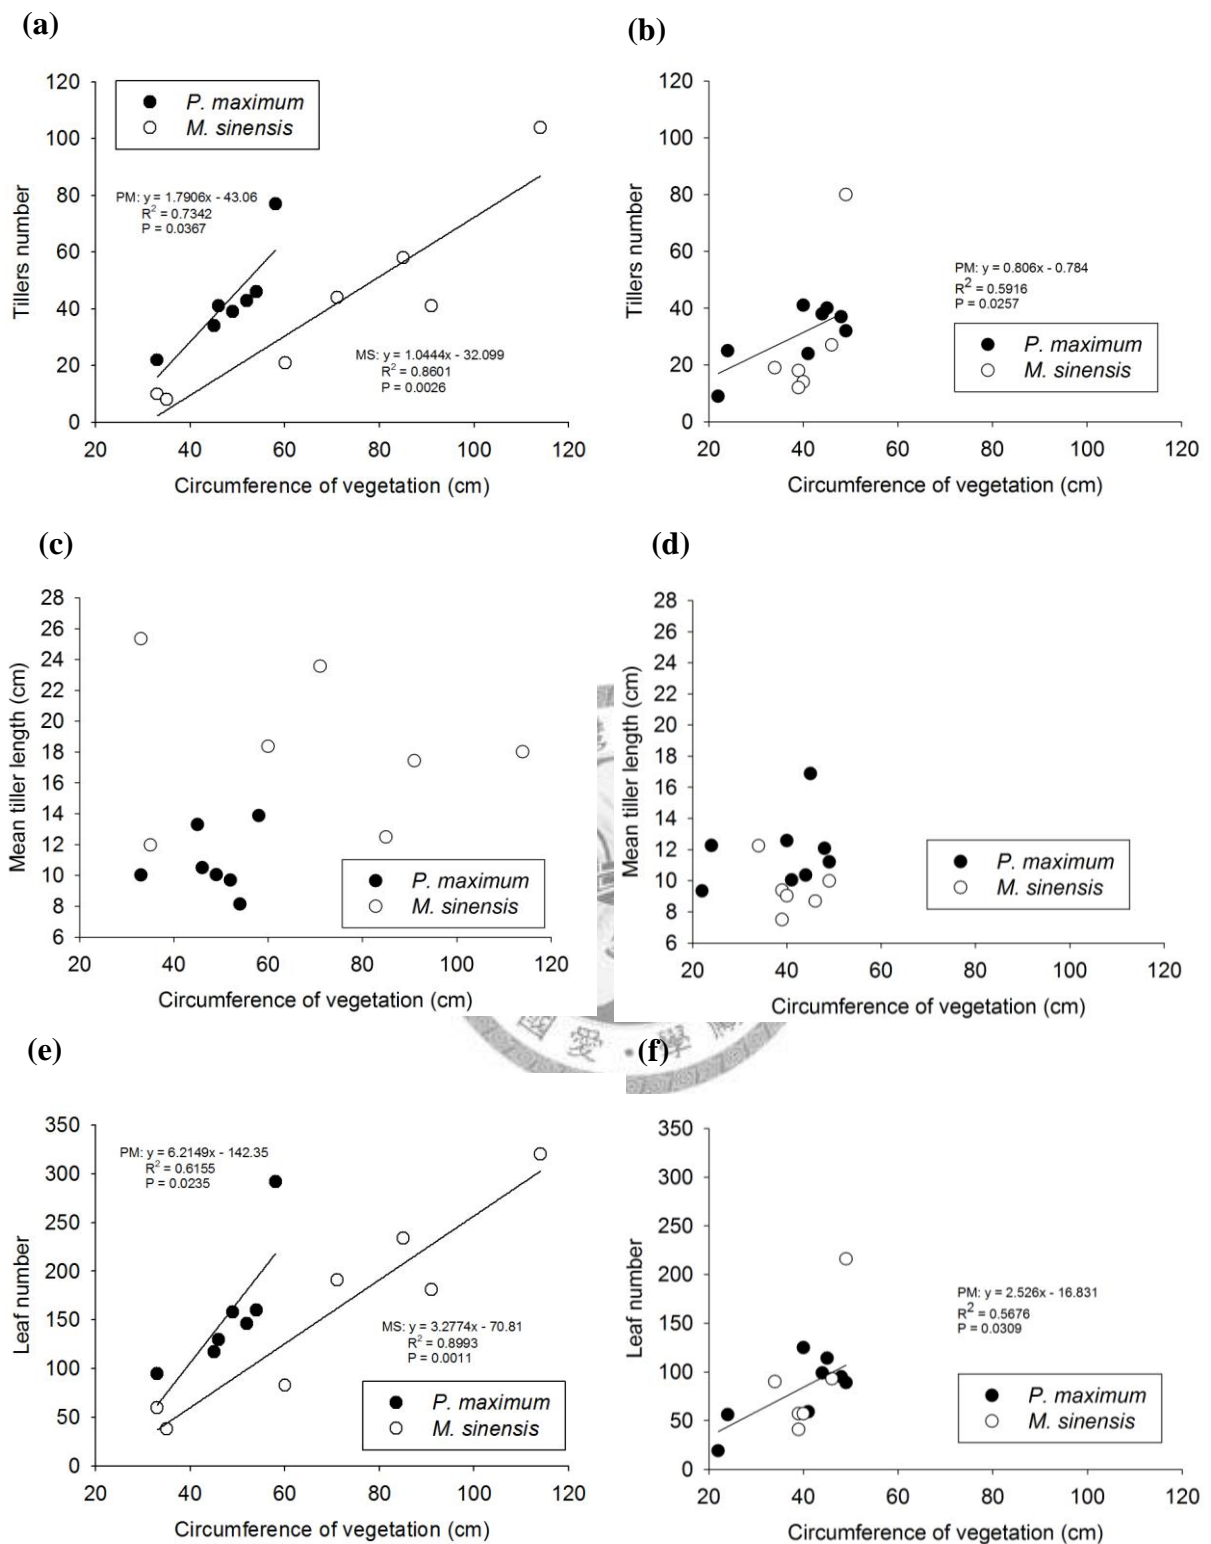 (a)
120
100
80
60
40
20
0
Tillers number
P. maximum
M. sinensis
PM: y = 1.7906x - 43.06
R² = 0.7342
P = 0.0367
MS: y = 1.0444x - 32.099
R² = 0.8601
P = 0.0026
20 40 60 80 100 120
Circumference of vegetation (cm)
(b)
120
100
80
60
40
20
0
Tillers number
PM: y = 0.806x - 0.784
R² = 0.5916
P = 0.0257
P. maximum
M. sinensis
20 40 60 80 100 120
Circumference of vegetation (cm)
(c)
28
26
24
22
20
18
16
14
12
10
8
6
Mean tiller length (cm)
P. maximum
M. sinensis
20 40 60 80 100 120
Circumference of vegetation (cm)
(d)
28
26
24
22
20
18
16
14
12
10
8
6
Mean tiller length (cm)
P. maximum
M. sinensis
20 40 60 80 100 120
Circumference of vegetation (cm)
國 愛 · 學
(e)
350
300
250
200
150
100
50
0
Leaf number
PM: y = 6.2149x - 142.35
R² = 0.6155
P = 0.0235
MS: y = 3.2774x - 70.81
R² = 0.8993
P = 0.0011
P. maximum
M. sinensis
20 40 60 80 100 120
Circumference of vegetation (cm)
(f)
350
300
250
200
150
100
50
0
Leaf number
PM: y = 2.526x - 16.831
R² = 0.5676
P = 0.0309
P. maximum
M. sinensis
20 40 60 80 100 120
Circumference of vegetation (cm)